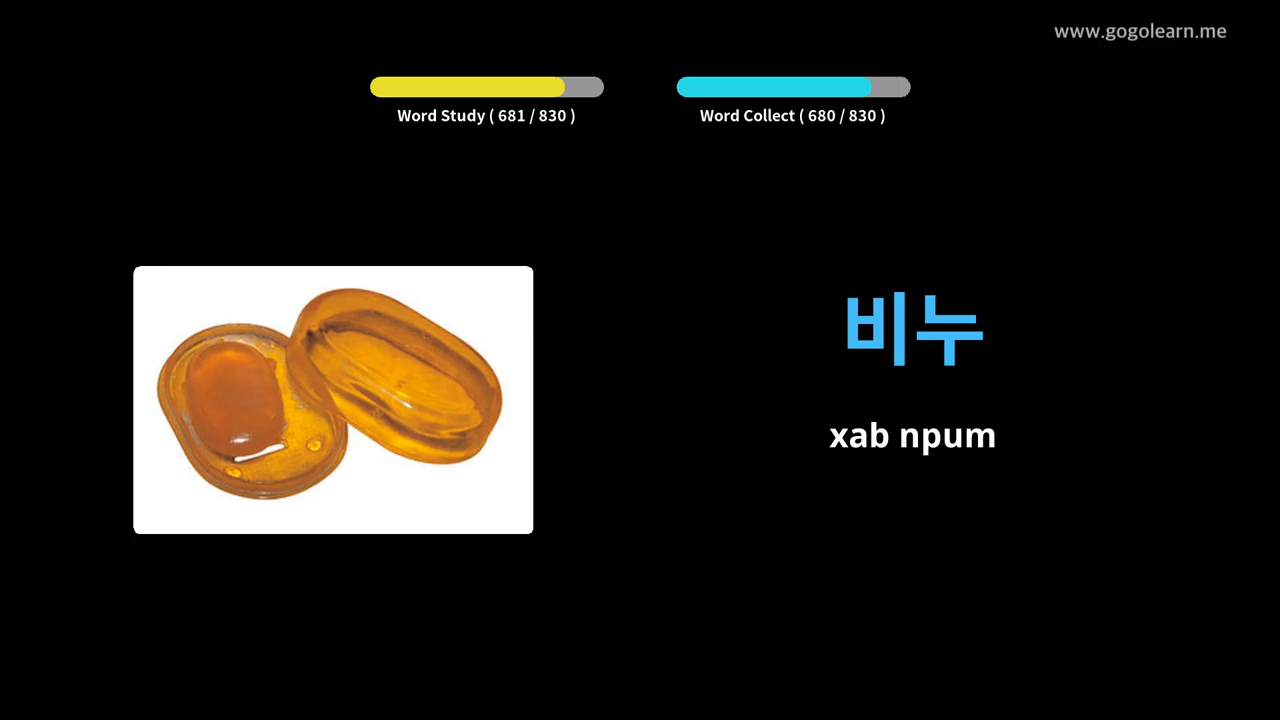 www.gogolearn.me
Word Study ( 681 / 830 )
Word Collect ( 680 / 830 )
비누
xab npum